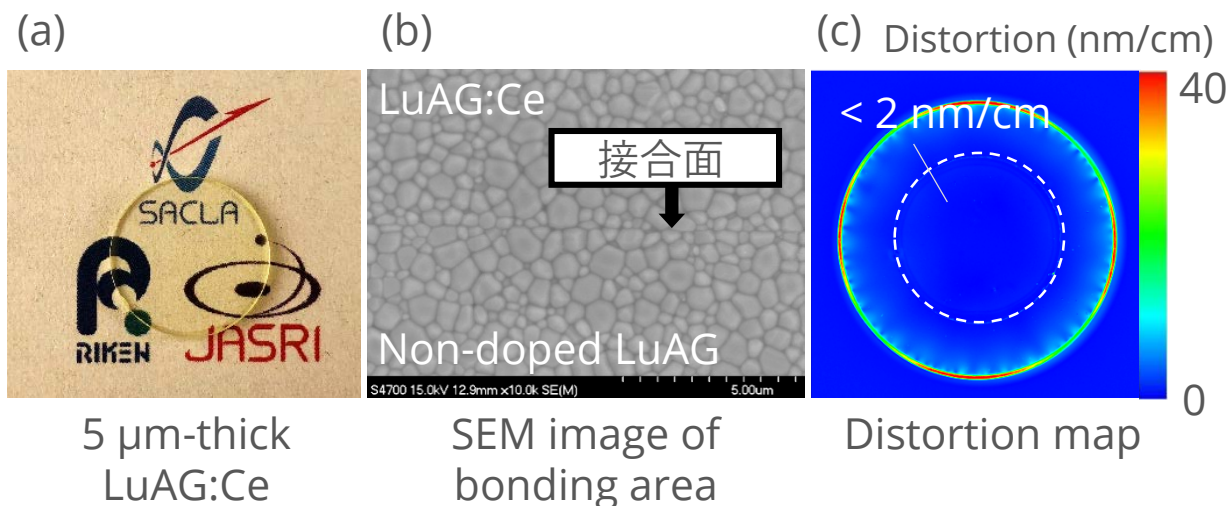 (a)
(b)
(c) Distortion (nm/cm)
SACLA
RIKEN
JASRI
LuAG:Ce
接合面
Non-doped LuAG
S4700 15.0kV 12.9mm x10.0k SE(M)
5.00um
< 2 nm/cm
40
0
5 μm-thick
LuAG:Ce
SEM image of
bonding area
Distortion map